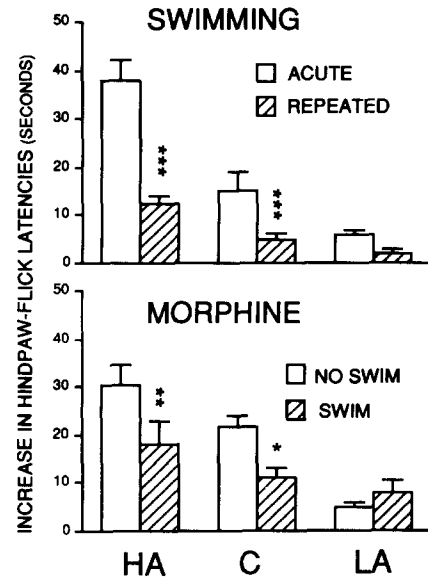 SWIMMING
INCREASE IN HINDPAW-FLICK LATENCIES (SECONDS)
50
40
30
20
10
0
ACUTE
REPEATED
***
***
MORPHINE
50
40
30
20
10
0
NO SWIM
SWIM
**
*
HA C LA